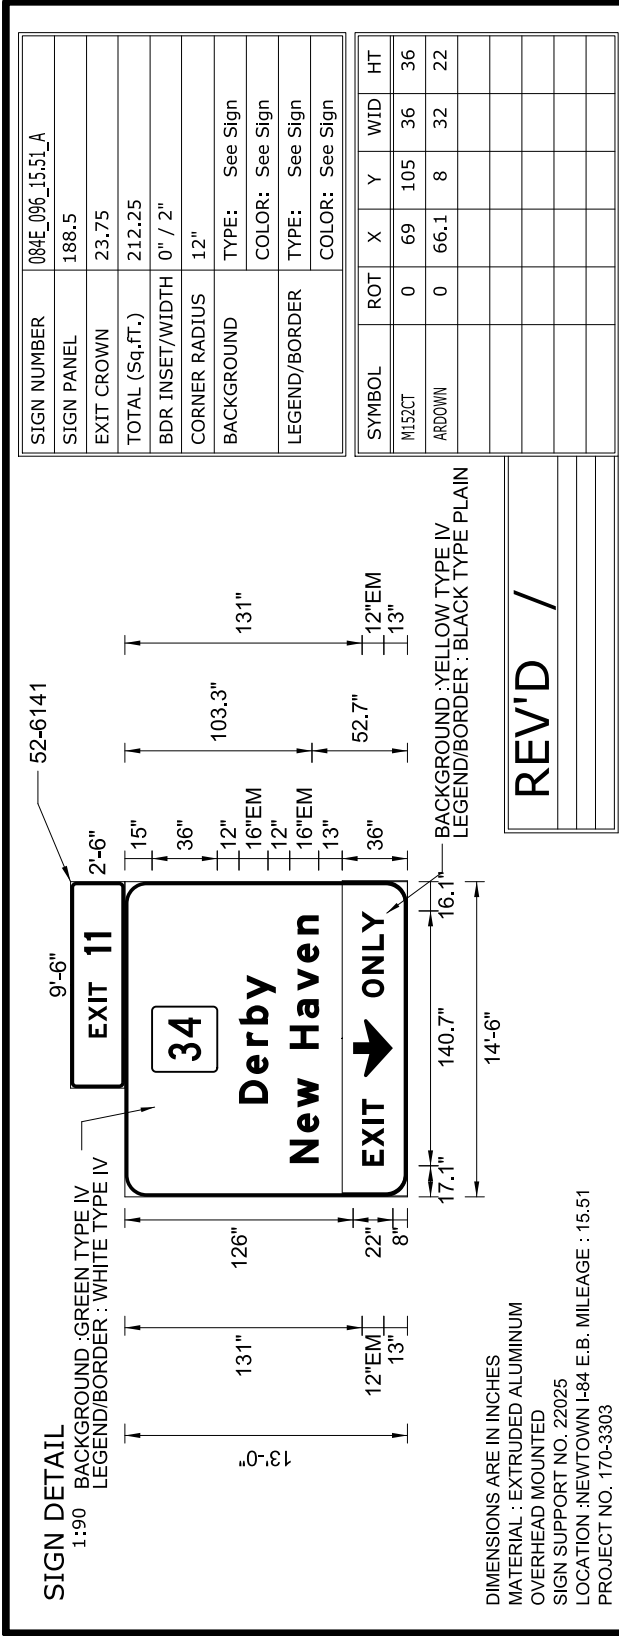 SIGN DETAIL
1:90
BACKGROUND :GREEN TYPE IV
LEGEND/BORDER : WHITE TYPE IV
52-6141
9'-6"
2'-6"
EXIT 11
34
Derby
New Haven
EXIT ONLY
13'-0"
131"
12"EM
13"
126"
22"
8"
15"
36"
12"
16"EM
12"
16"EM
13"
36"
103.3"
52.7"
131"
12"EM
13"
17.1"
140.7"
16.1"
14'-6"
BACKGROUND :YELLOW TYPE IV
LEGEND/BORDER : BLACK TYPE PLAIN
DIMENSIONS ARE IN INCHES
MATERIAL : EXTRUDED ALUMINUM
OVERHEAD MOUNTED
SIGN SUPPORT NO. 22025
LOCATION :NEWTOWN I-84 E.B. MILEAGE : 15.51
PROJECT NO. 170-3303
REV'D /
SIGN NUMBER 084E_096_15.51_A
SIGN PANEL 188.5
EXIT CROWN 23.75
TOTAL (Sq.fT.) 212.25
BDR INSET/WIDTH 0" / 2"
CORNER RADIUS 12"
BACKGROUND TYPE: See Sign
COLOR: See Sign
LEGEND/BORDER TYPE: See Sign
COLOR: See Sign
SYMBOL ROT X Y WID HT
M152CT 0 69 105 36 36
ARDOWN 0 66.1 8 32 22